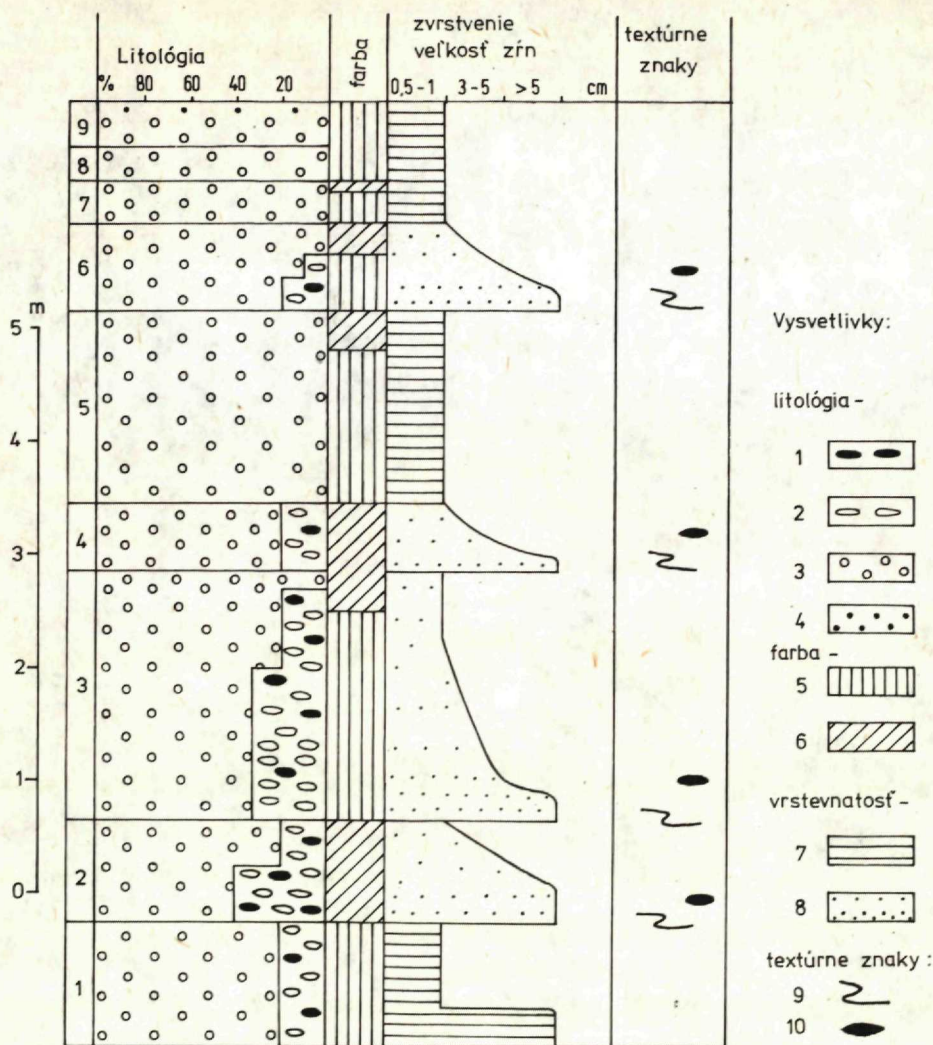 Litológia
% 80 60 40 20
farba
zvrstvenie
veľkosť zŕn
0,5-1 3-5 >5 cm
textúrne
znaky
9
8
7
6
5
4
3
2
1
m
5
4
3
2
1
0
Vysvetlivky:
litológia -
1
2
3
4
farba -
5
6
vrstevnatosť -
7
8
textúrne znaky :
9
10